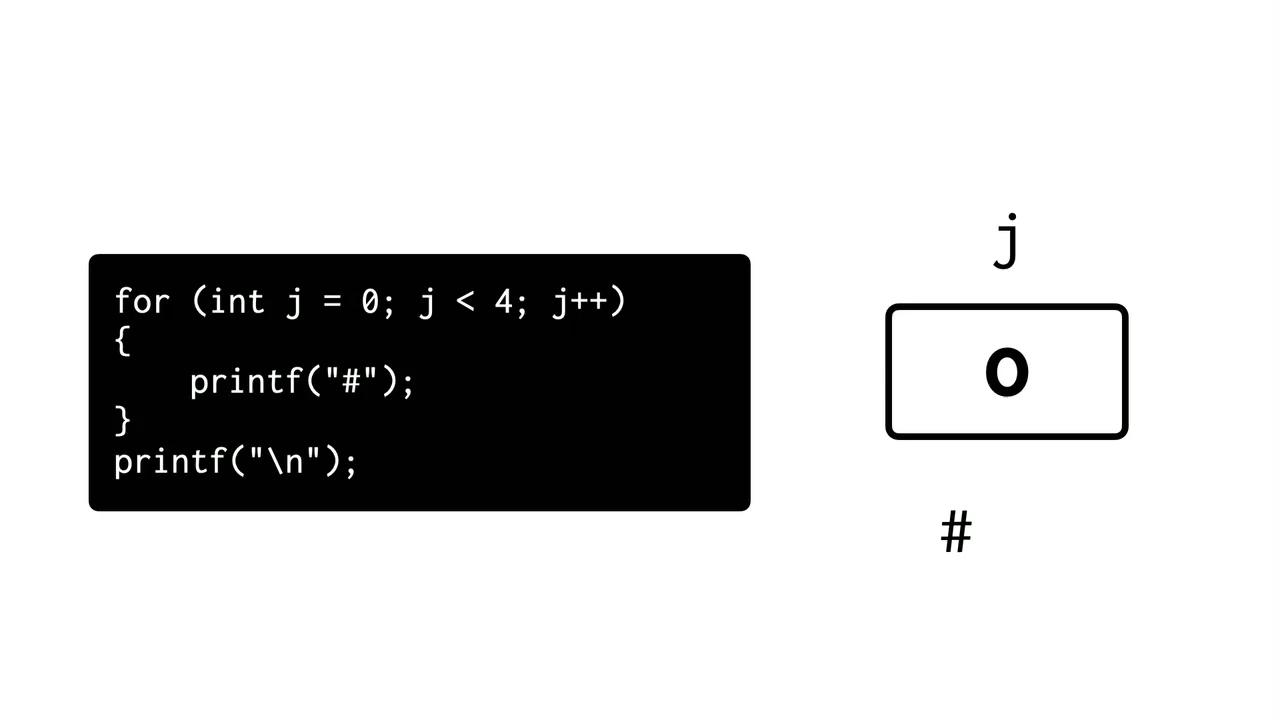 for (int j = 0; j < 4; j++)
{
    printf("#");
}
printf("\n");
j
0
#